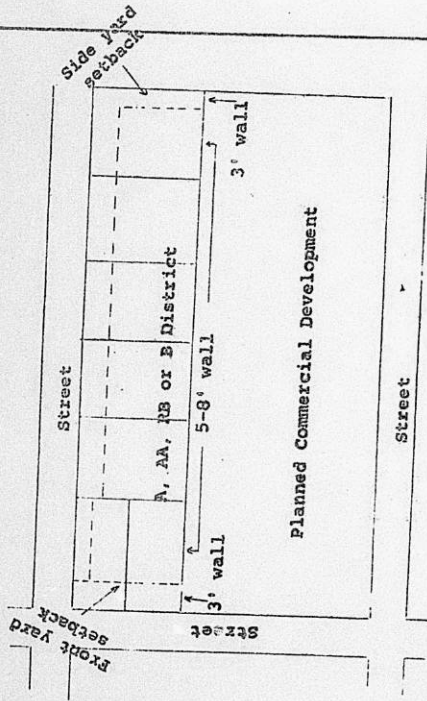 Side yard
setback
Street
A, AA, RB or B District
3' wall
5-8' wall
3' wall
Front yard
setback
Street
Planned Commercial Development
Street